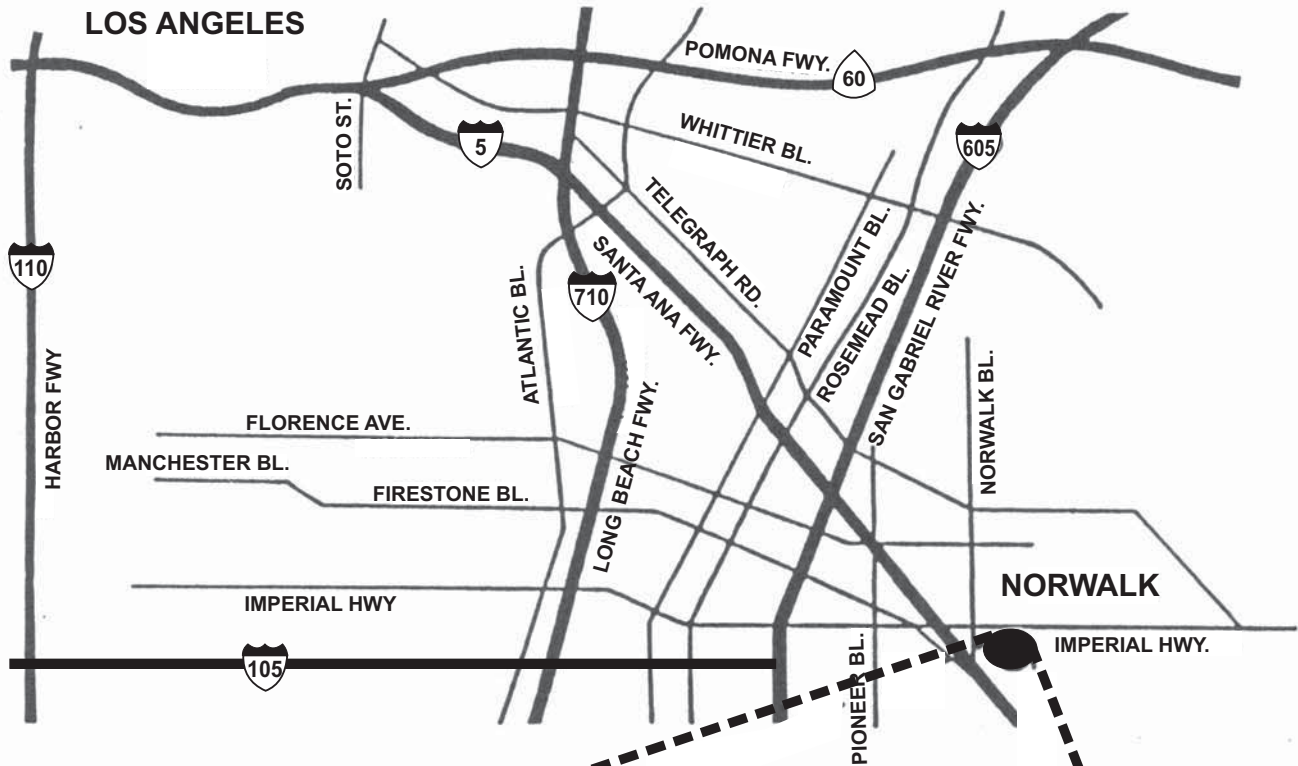 LOS ANGELES
POMONA FWY.
60
SOTO ST.
5
WHITTIER BL.
605
TELEGRAPH RD.
110
SANTA ANA FWY.
PARAMOUNT BL.
ROSEMEAD BL.
SAN GABRIEL RIVER FWY.
ATLANTIC BL.
710
HARBOR FWY
LONG BEACH FWY.
NORWALK BL.
FLORENCE AVE.
MANCHESTER BL.
FIRESTONE BL.
NORWALK
IMPERIAL HWY
IMPERIAL HWY.
105
PIONEER BL.